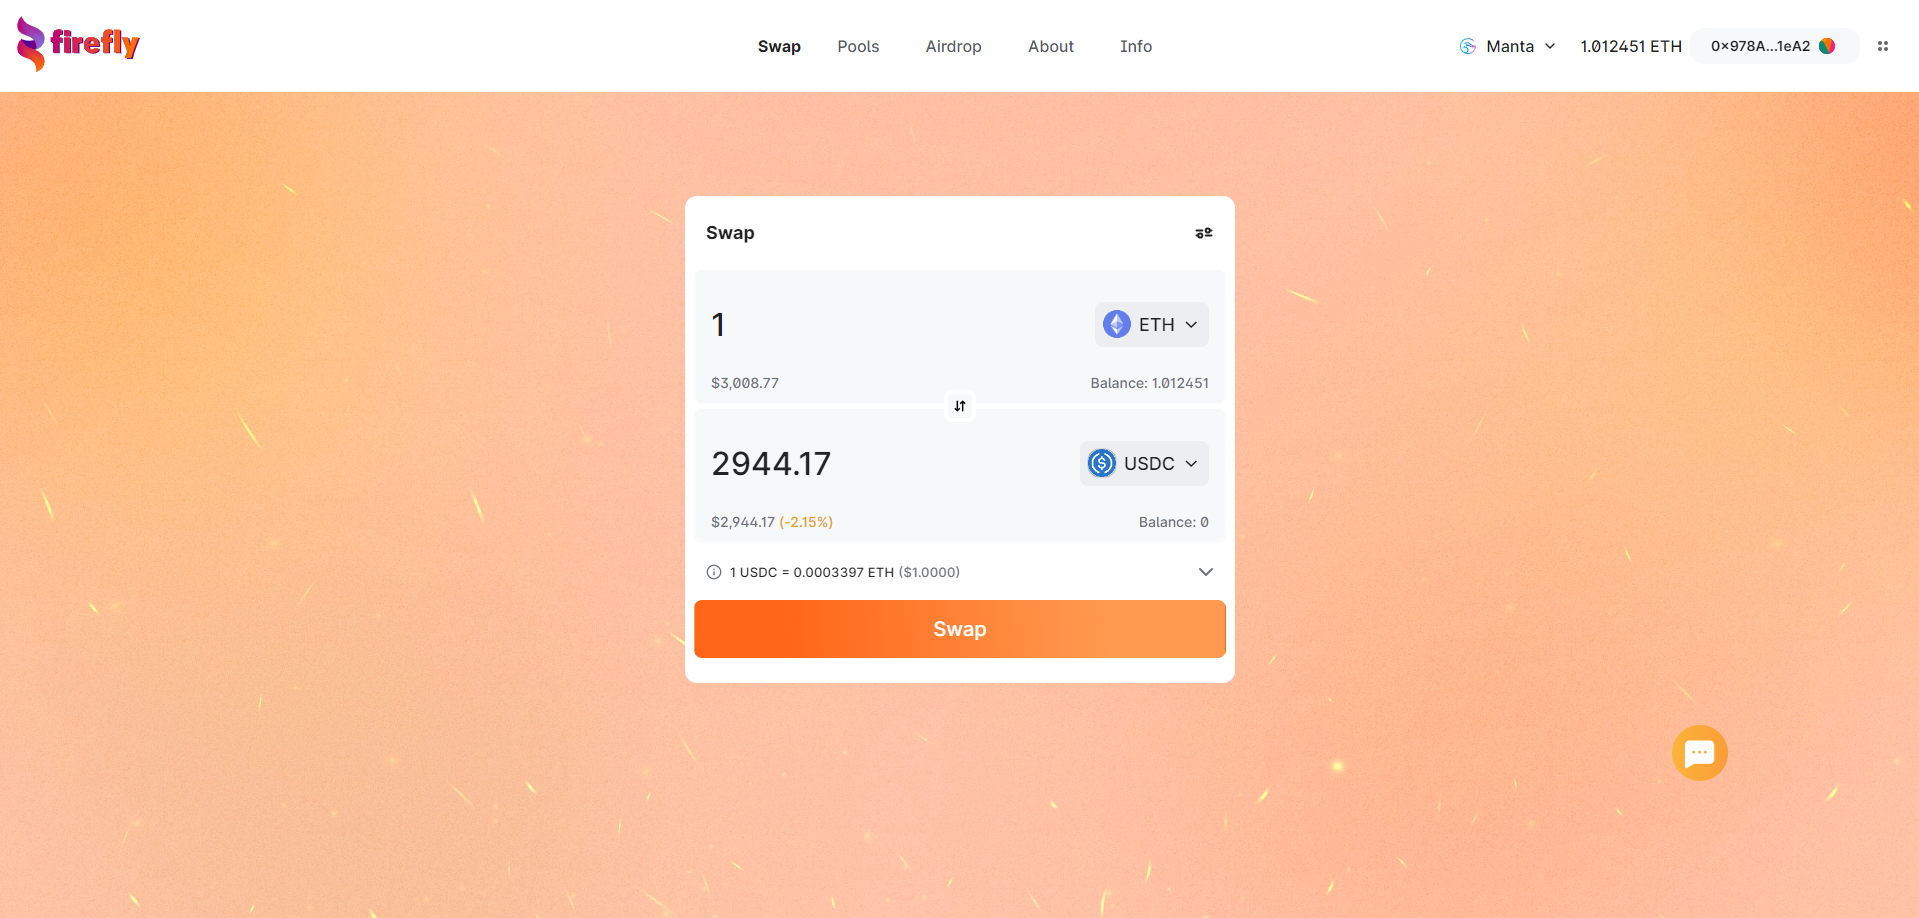 firefly
Swap Pools Airdrop About Info
Manta 1.012451 ETH 0x978A...1eA2
Swap
1 ETH
$3,008.77 Balance: 1.012451
2944.17 USDC
$2,944.17 (-2.15%) Balance: 0
1 USDC = 0.0003397 ETH ($1.0000)
Swap